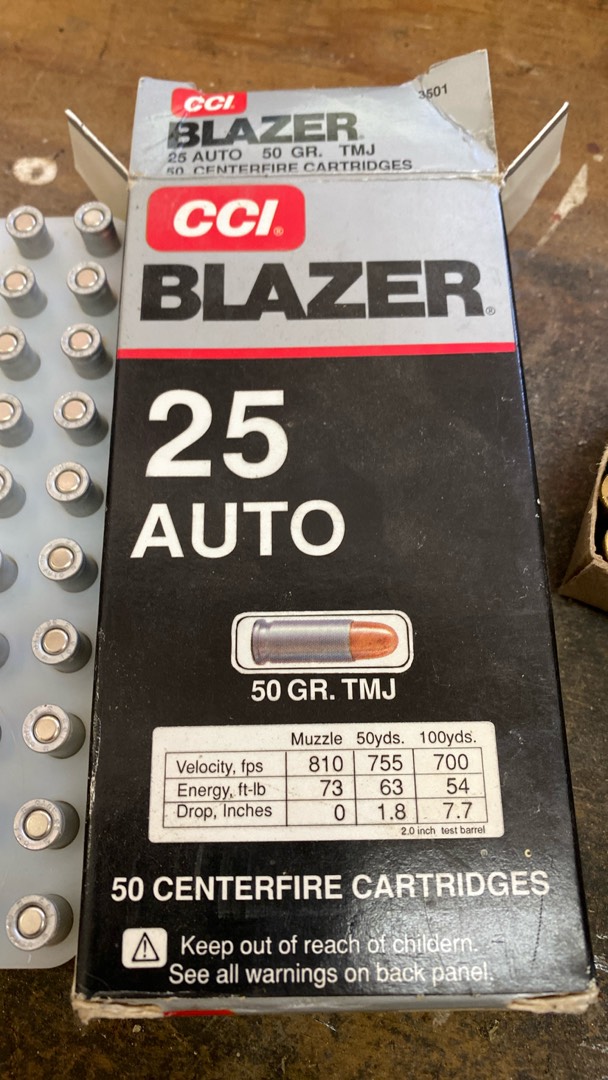 3501
CCI.
BLAZER®
25 AUTO 50 GR. TMJ
50 CENTERFIRE CARTRIDGES
CCI®
BLAZER®
25
AUTO
50 GR. TMJ
Muzzle 50yds. 100yds.
Velocity, fps 810 755 700
Energy, ft-lb 73 63 54
Drop, Inches 0 1.8 7.7
2.0 inch test barrel
50 CENTERFIRE CARTRIDGES
Keep out of reach of childern.
See all warnings on back panel.